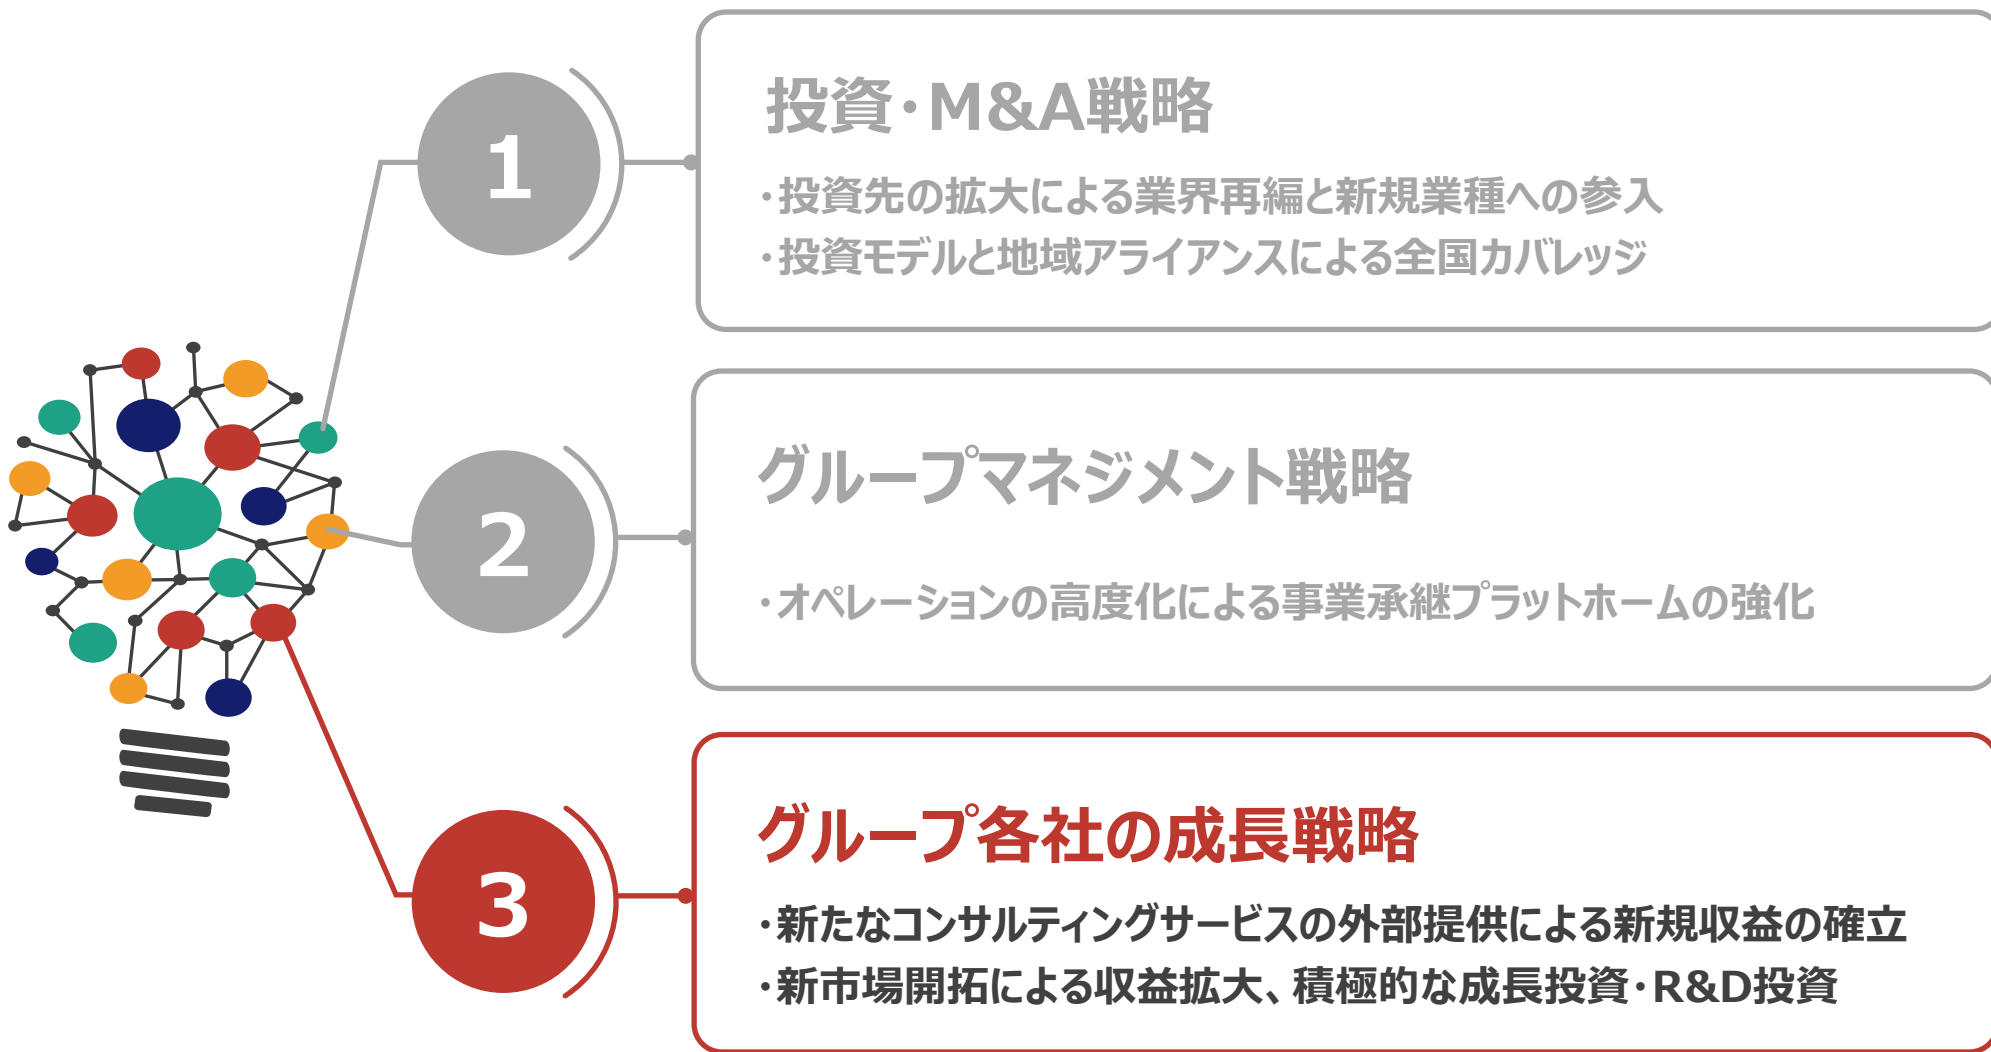 1
投資・M&A戦略
・投資先の拡大による業界再編と新規業種への参入
・投資モデルと地域アライアンスによる全国カバレッジ
2
グループマネジメント戦略
・オペレーションの高度化による事業承継プラットホームの強化
3
グループ各社の成長戦略
・新たなコンサルティングサービスの外部提供による新規収益の確立
・新市場開拓による収益拡大、積極的な成長投資・R&D投資